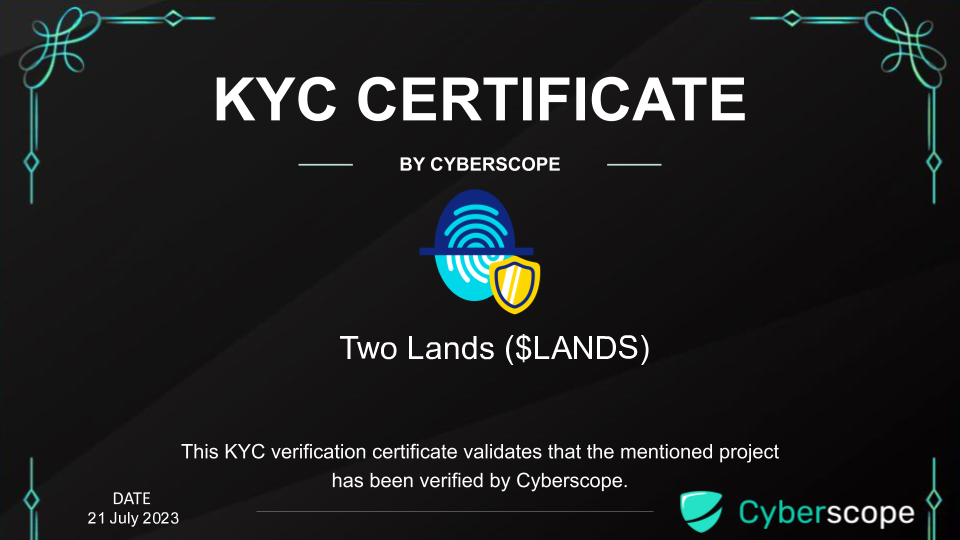 KYC CERTIFICATE
BY CYBERSCOPE
Two Lands ($LANDS)
This KYC verification certificate validates that the mentioned project
has been verified by Cyberscope.
DATE
21 July 2023
Cyberscope